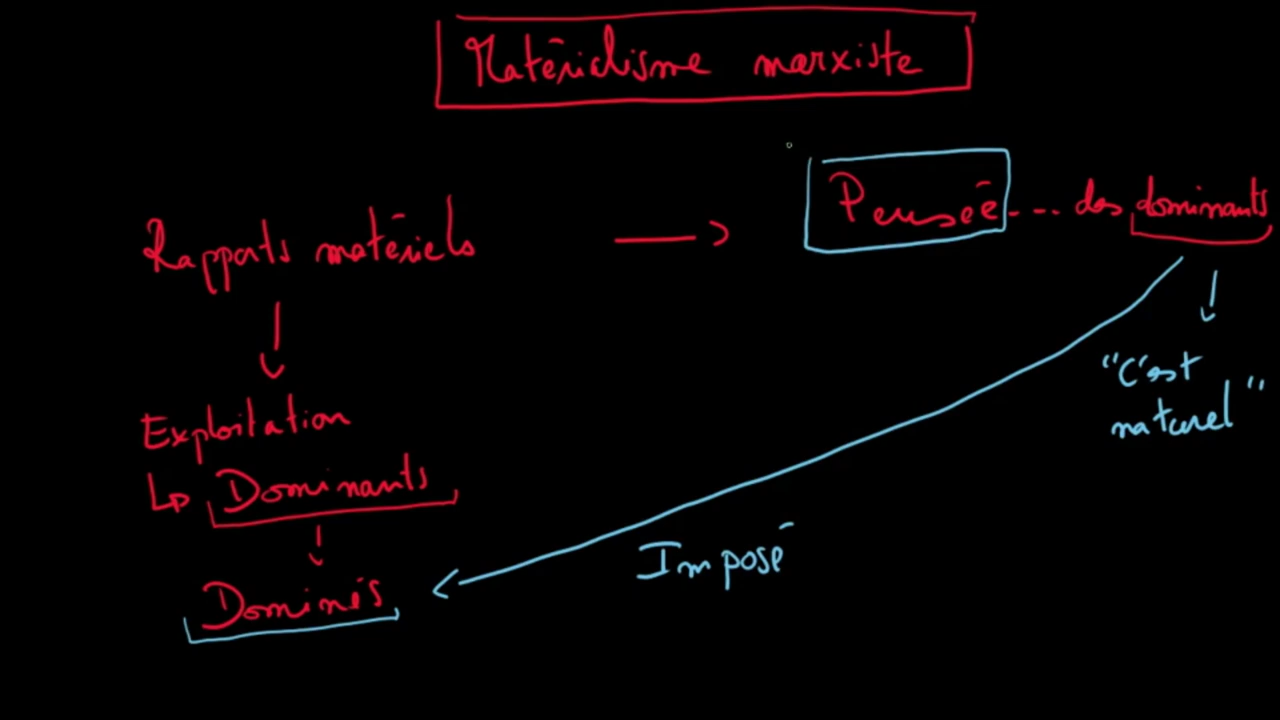 Matérialisme marxiste
Pensée ... des dominants
Rapports matériels
"C'est
naturel"
Exploitation
Dominants
Imposé
Dominés